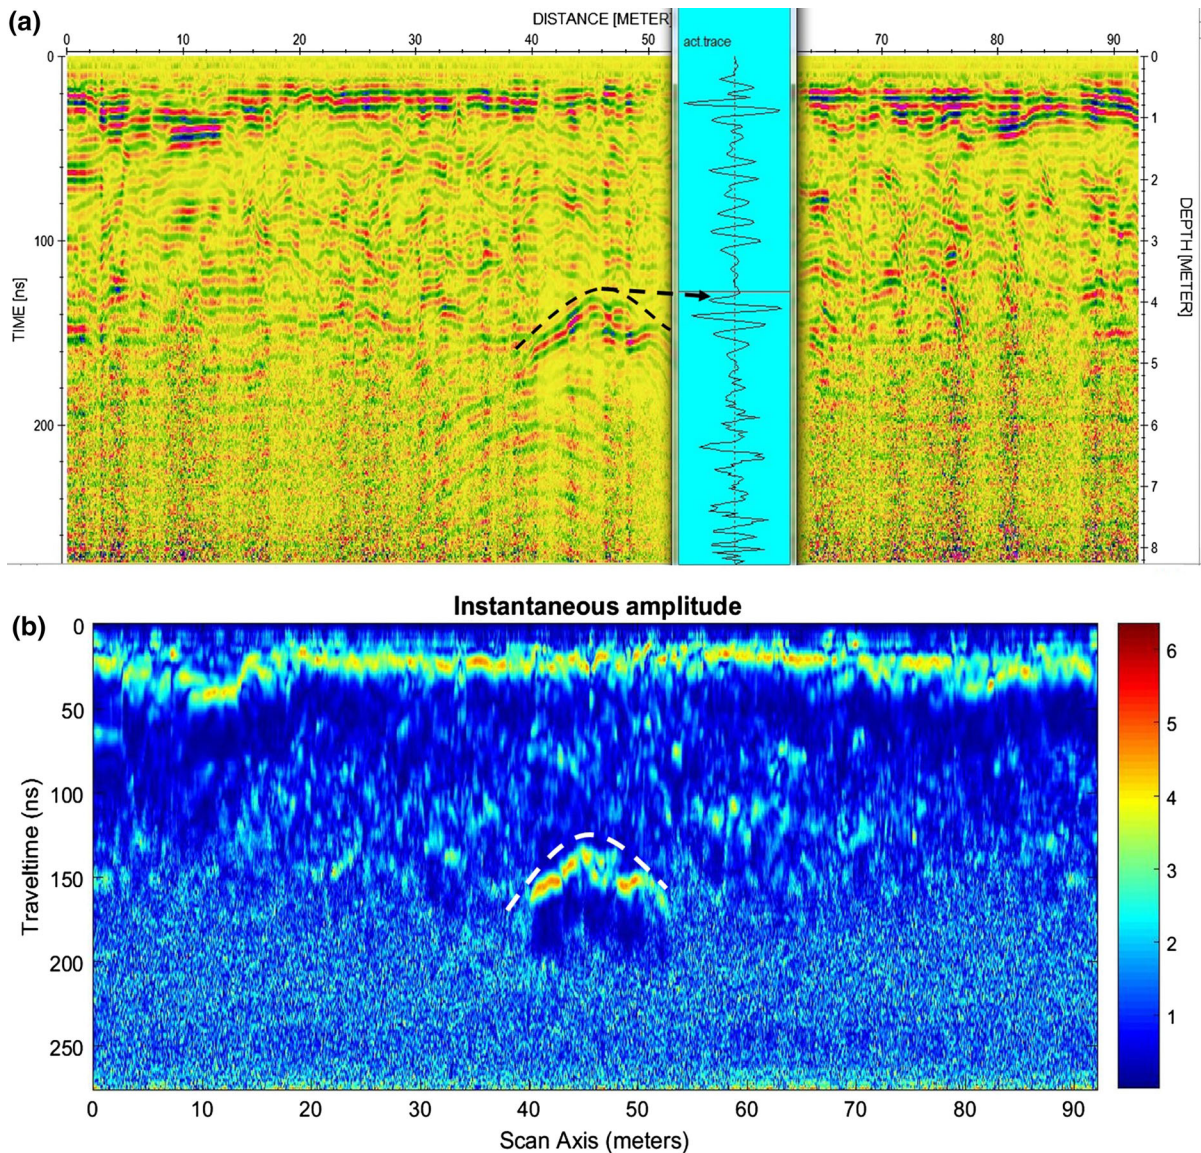 (a)
DISTANCE [METER]
0 10 20 30 40 50 70 80 90
act.trace
TIME [ns]
0
100
200
DEPTH [METER]
0
1
2
3
4
5
6
7
8
(b)
Instantaneous amplitude
Traveltime (ns)
0
50
100
150
200
250
0 10 20 30 40 50 60 70 80 90
Scan Axis (meters)
6
5
4
3
2
1